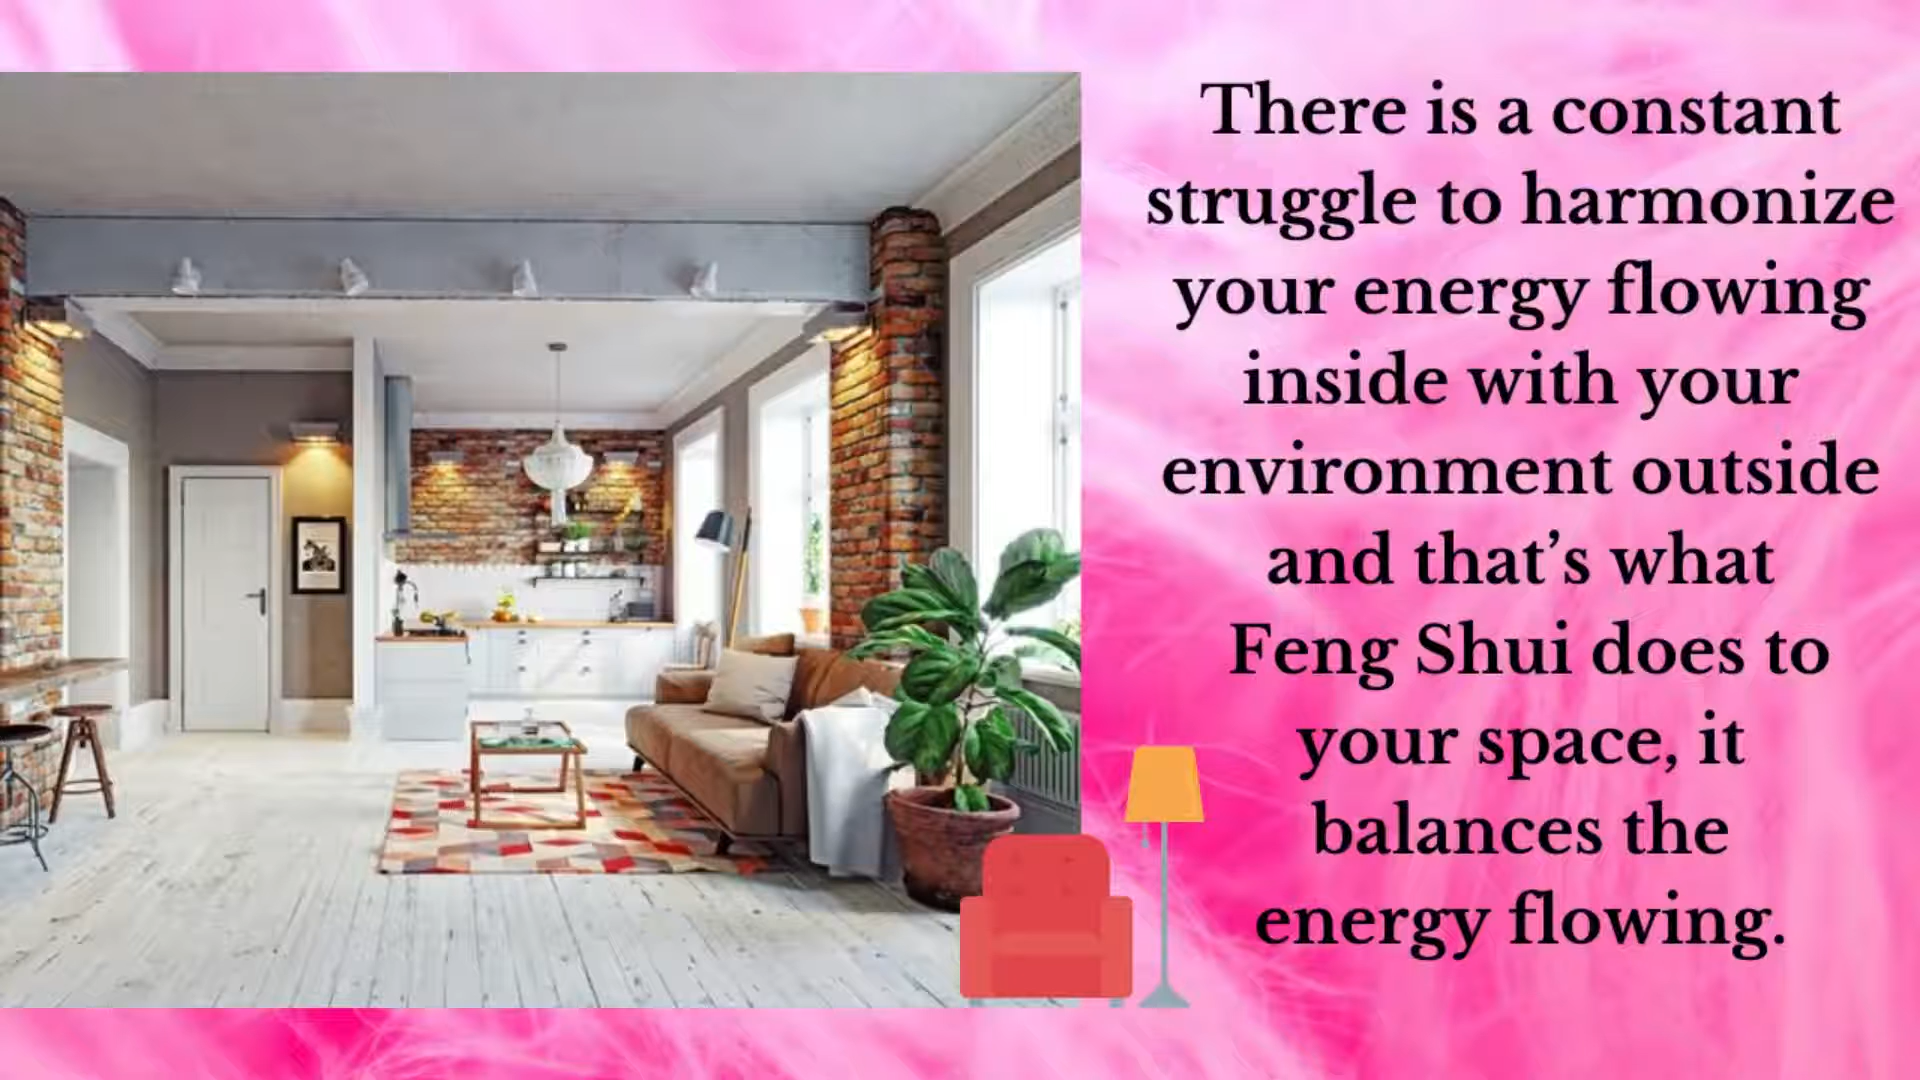 There is a constant
struggle to harmonize
your energy flowing
inside with your
environment outside
and that’s what
Feng Shui does to
your space, it
balances the
energy flowing.